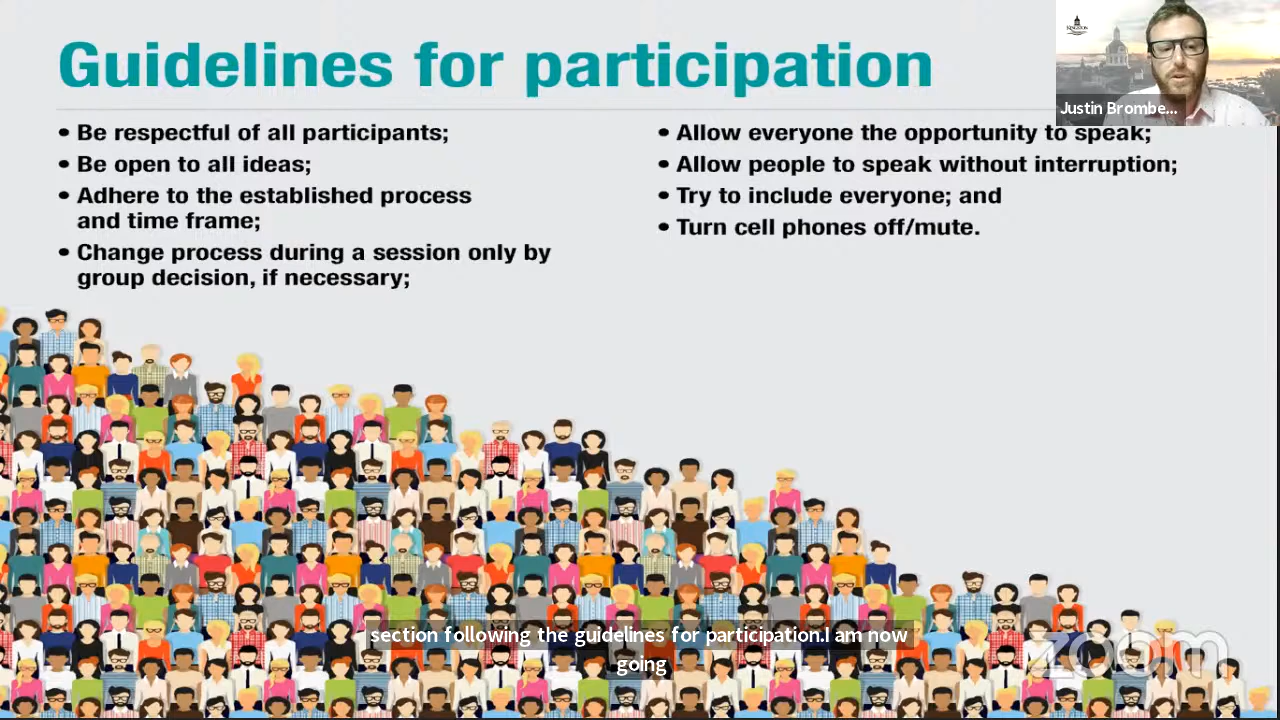 Guidelines for participation
• Be respectful of all participants;
• Be open to all ideas;
• Adhere to the established process
and time frame;
• Change process during a session only by
group decision, if necessary;
• Allow everyone the opportunity to speak;
• Allow people to speak without interruption;
• Try to include everyone; and
• Turn cell phones off/mute.
KINGSTON
Justin Brombe...
section following the guidelines for participation.I am now
going
zoom